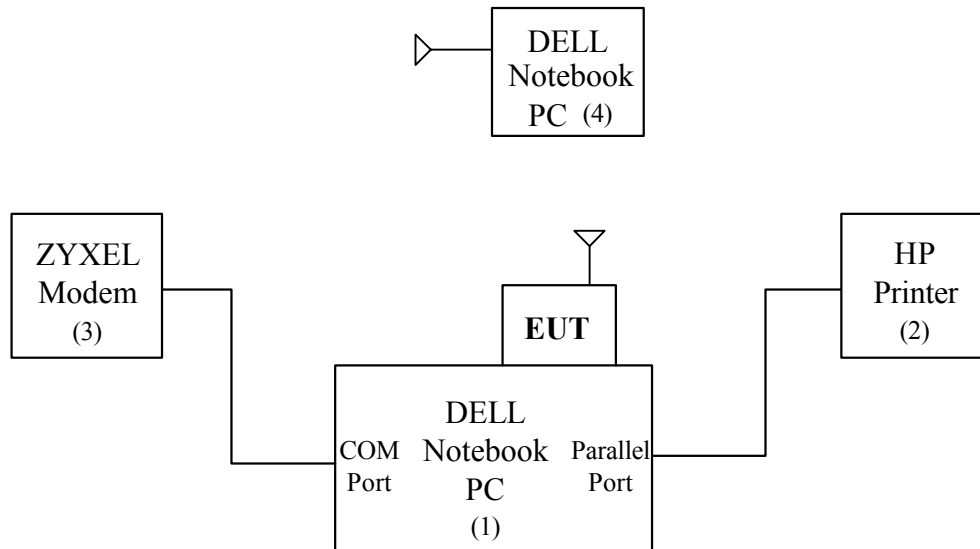 DELL
Notebook
PC (4)
ZYXEL
Modem
(3)
HP
Printer
(2)
EUT
DELL
Notebook
PC
(1)
COM
Port
Parallel
Port